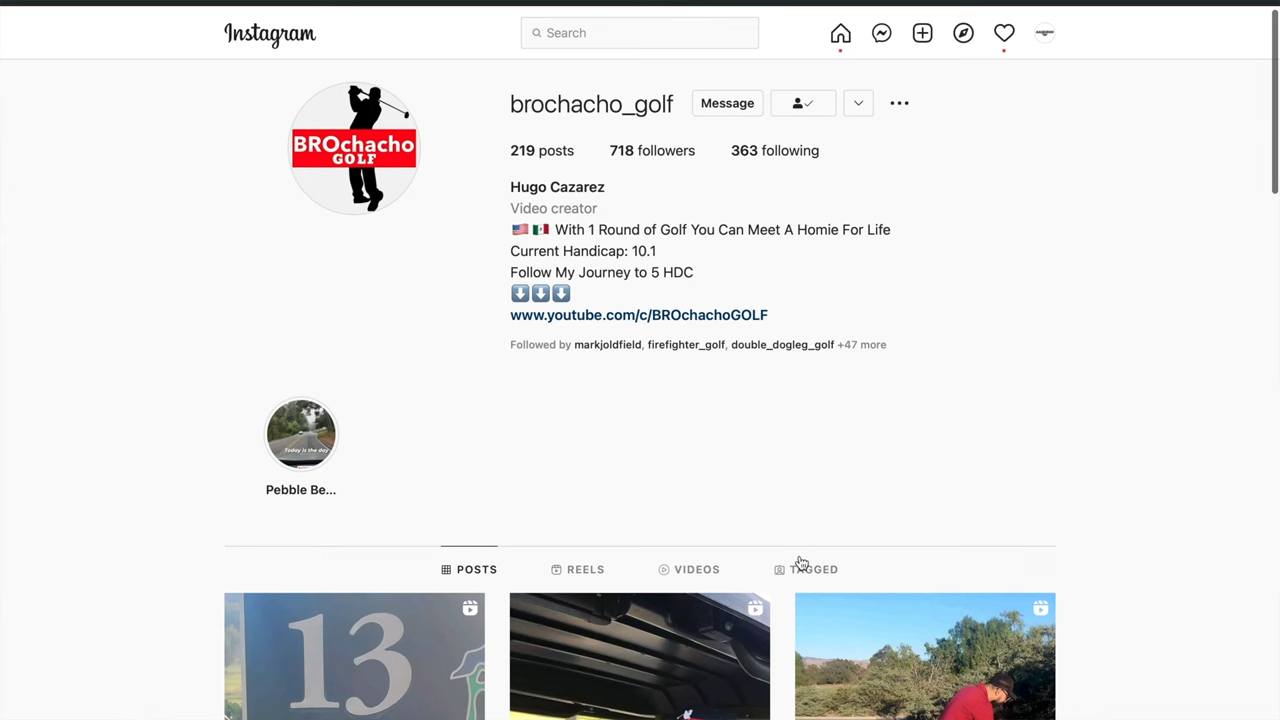 Instagram
Search
BROchacho
GOLF
brochacho_golf
Message
219 posts 718 followers 363 following
Hugo Cazarez
Video creator
🇺🇸 🇲🇽 With 1 Round of Golf You Can Meet A Homie For Life
Current Handicap: 10.1
Follow My Journey to 5 HDC
⬇️⬇️⬇️
www.youtube.com/c/BROchachoGOLF
Followed by markjoldfield, firefighter_golf, double_dogleg_golf +47 more
Today is the day
Pebble Be...
POSTS REELS VIDEOS TAGGED
13